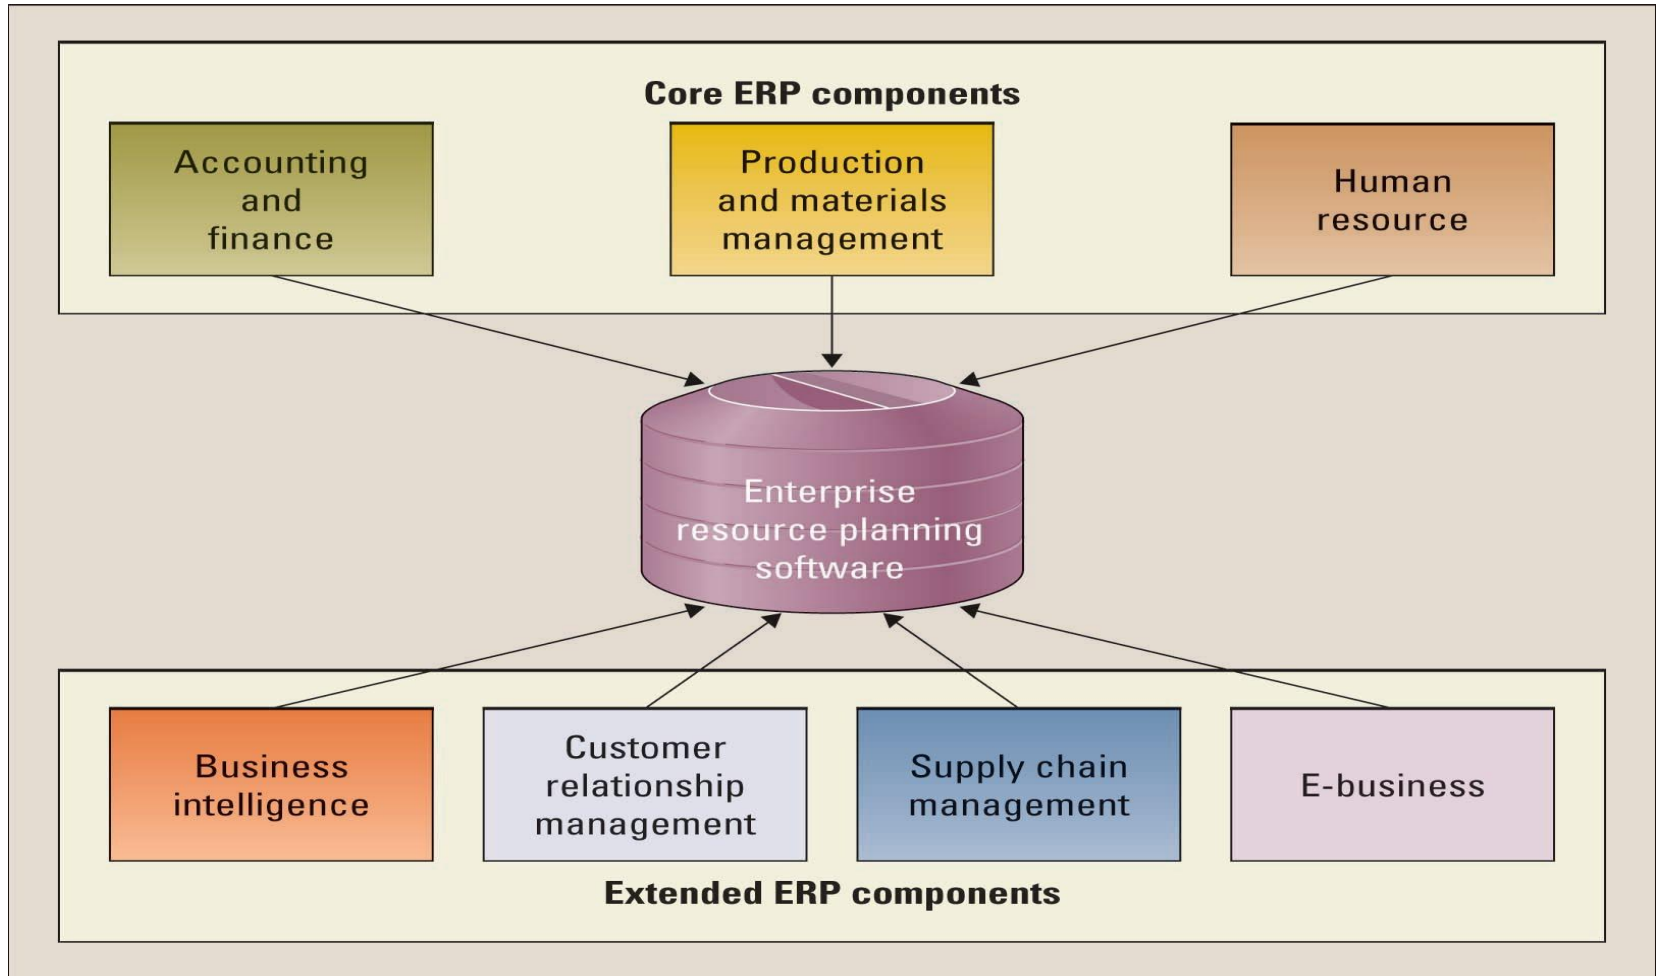 Core ERP components
Accounting
and
finance
Production
and materials
management
Human
resource
Enterprise
resource planning
software
Business
intelligence
Customer
relationship
management
Supply chain
management
E-business
Extended ERP components